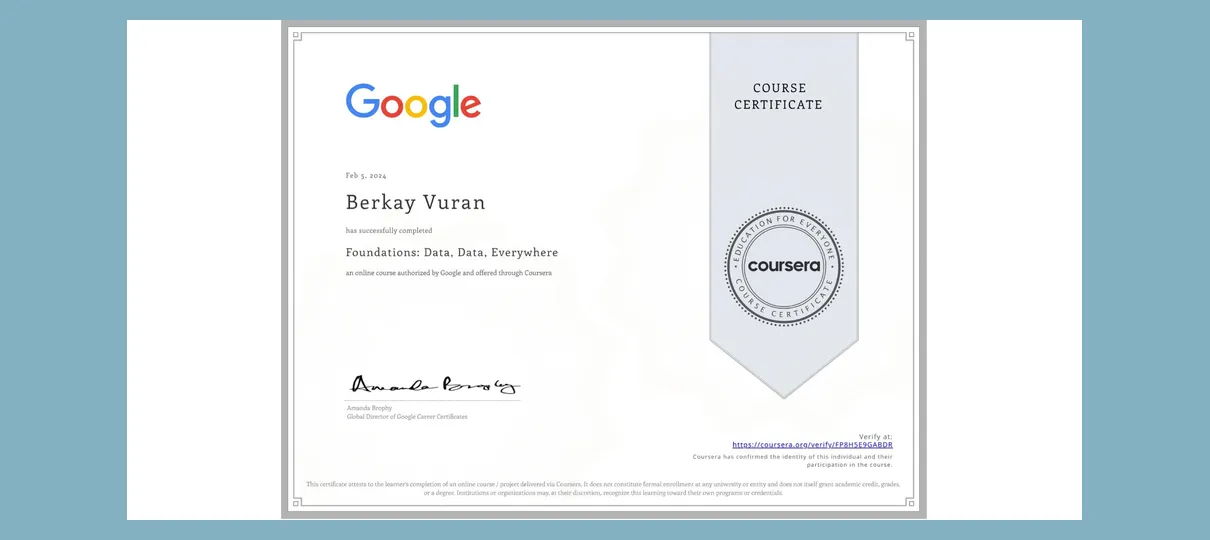 Google
COURSE
CERTIFICATE
Feb 5, 2024
Berkay Vuran
has successfully completed
Foundations: Data, Data, Everywhere
an online course authorized by Google and offered through Coursera
EDUCATION FOR EVERYONE
coursera
COURSE CERTIFICATE
Amanda Brophy
Amanda Brophy
Global Director of Google Career Certificates
Verify at:
https://coursera.org/verify/FP8H5E9GABDR
Coursera has confirmed the identity of this individual and their
participation in the course.
This certificate attests to the learner's completion of an online course / project delivered via Coursera. It does not constitute formal enrollment at any university or entity and does not itself grant academic credit, grades,
or a degree. Institutions or organizations may, at their discretion, recognize this learning toward their own programs or credentials.